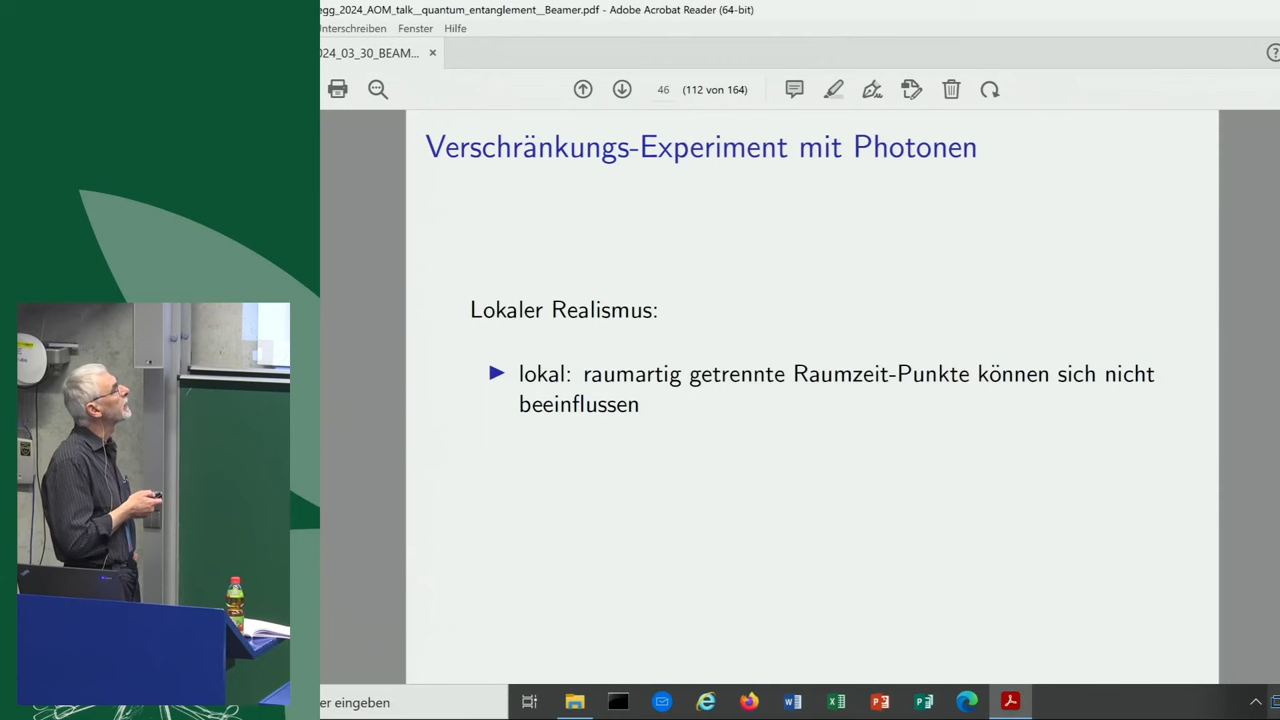 egg_2024_AOM_talk__quantum_entanglement__Beamer.pdf - Adobe Acrobat Reader (64-bit)
Unterschreiben Fenster Hilfe
024_03_30_BEAM... ×
46 (112 von 164)
Verschränkungs-Experiment mit Photonen
Lokaler Realismus:
lokal: raumartig getrennte Raumzeit-Punkte können sich nicht
beeinflussen
er eingeben